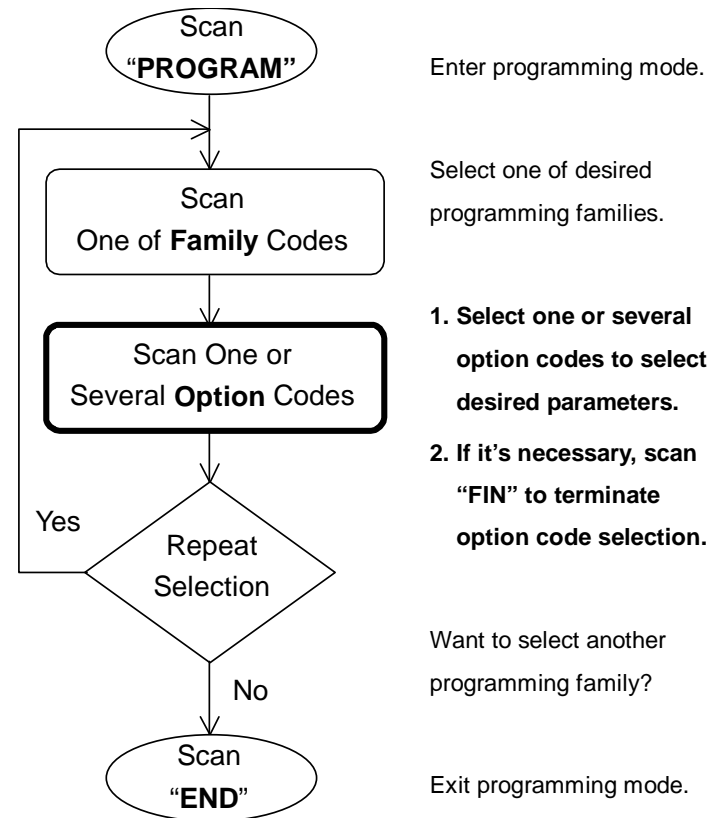 Scan
“PROGRAM”
Enter programming mode.
Scan
One of Family Codes
Select one of desired
programming families.
Scan One or
Several Option Codes
1. Select one or several
option codes to select
desired parameters.
2. If it’s necessary, scan
“FIN” to terminate
option code selection.
Yes
Repeat
Selection
Want to select another
programming family?
No
Scan
“END”
Exit programming mode.